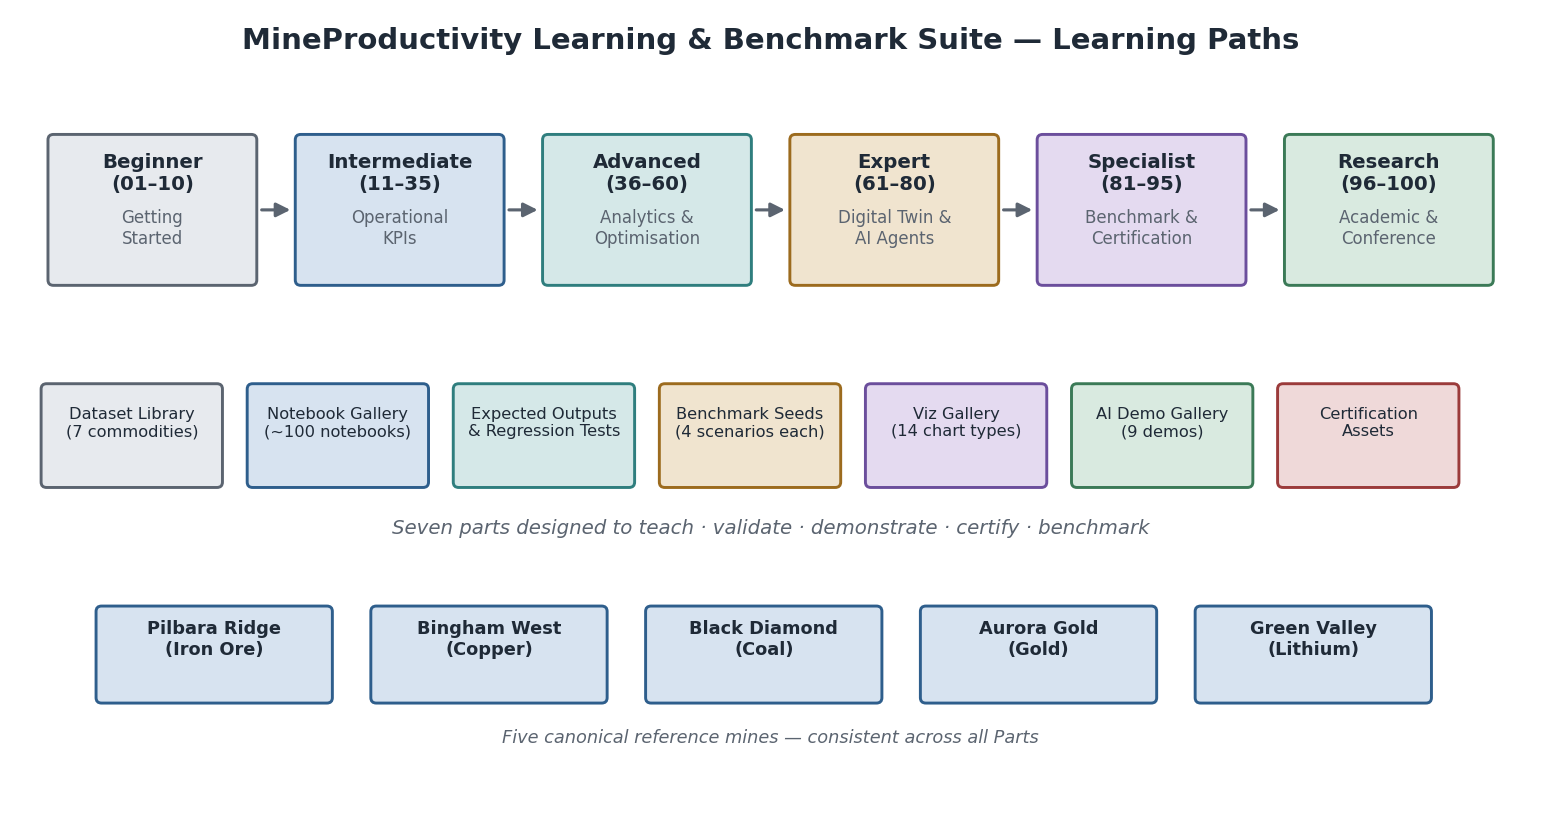 MineProductivity Learning & Benchmark Suite — Learning Paths
Beginner
(01–10)
Getting
Started
Intermediate
(11–35)
Operational
KPIs
Advanced
(36–60)
Analytics &
Optimisation
Expert
(61–80)
Digital Twin &
AI Agents
Specialist
(81–95)
Benchmark &
Certification
Research
(96–100)
Academic &
Conference
Dataset Library
(7 commodities)
Notebook Gallery
(~100 notebooks)
Expected Outputs
& Regression Tests
Benchmark Seeds
(4 scenarios each)
Viz Gallery
(14 chart types)
AI Demo Gallery
(9 demos)
Certification
Assets
Seven parts designed to teach · validate · demonstrate · certify · benchmark
Pilbara Ridge
(Iron Ore)
Bingham West
(Copper)
Black Diamond
(Coal)
Aurora Gold
(Gold)
Green Valley
(Lithium)
Five canonical reference mines — consistent across all Parts